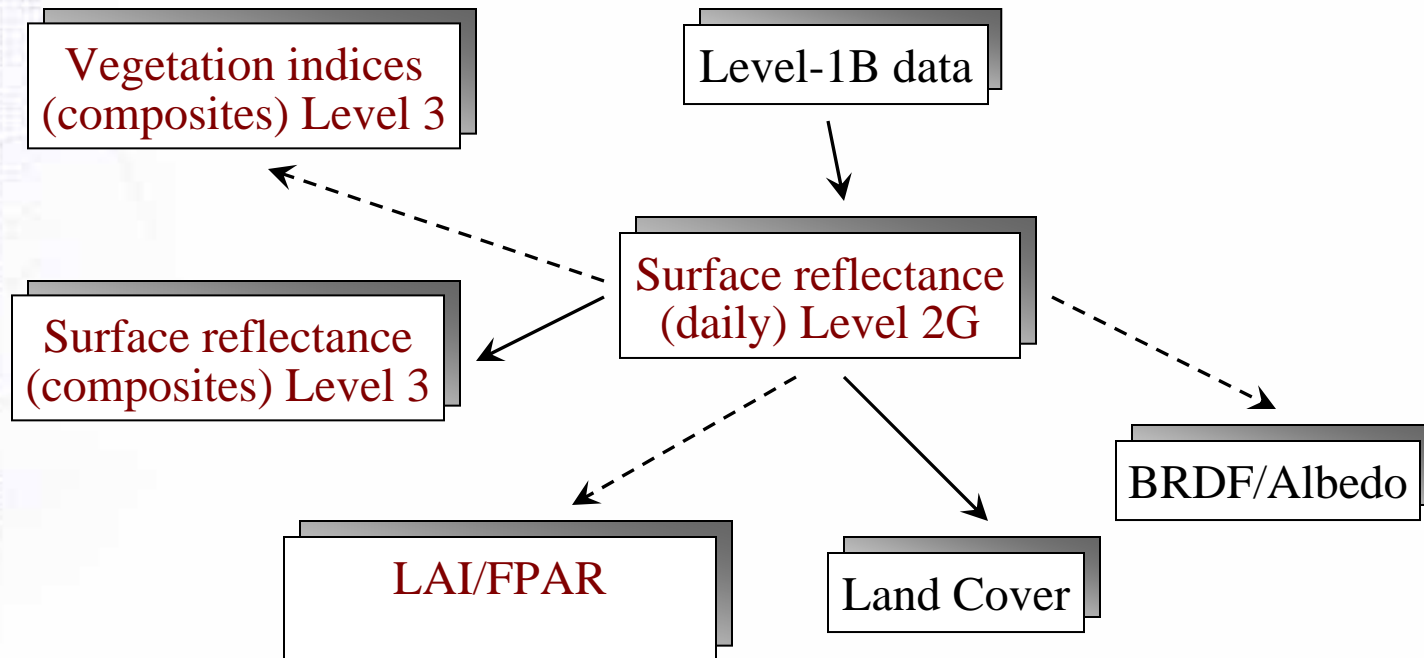 Vegetation indices
(composites) Level 3
Level-1B data
Surface reflectance
(daily) Level 2G
Surface reflectance
(composites) Level 3
BRDF/Albedo
LAI/FPAR
Land Cover